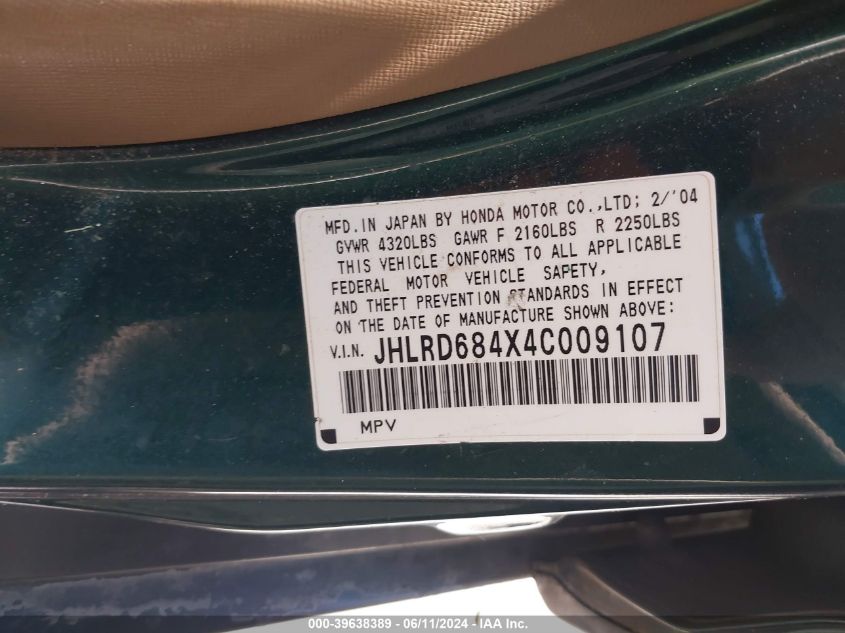 MFD.IN JAPAN BY HONDA MOTOR CO.,LTD; 2/'04
GVWR 4320LBS GAWR F 2160LBS R 2250LBS
THIS VEHICLE CONFORMS TO ALL APPLICABLE
FEDERAL MOTOR VEHICLE SAFETY,
AND THEFT PREVENTION STANDARDS IN EFFECT
ON THE DATE OF MANUFACTURE SHOWN ABOVE:
V.I.N. JHLRD684X4C009107
MPV
000-39638389 - 06/11/2024 - IAA Inc.